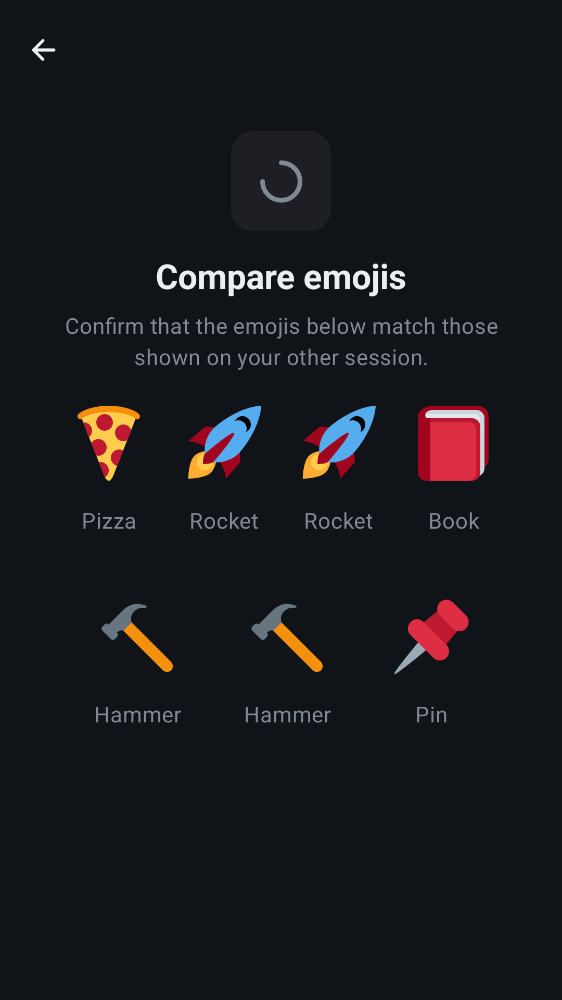 Compare emojis
Confirm that the emojis below match those
shown on your other session.
Pizza
Rocket
Rocket
Book
Hammer
Hammer
Pin